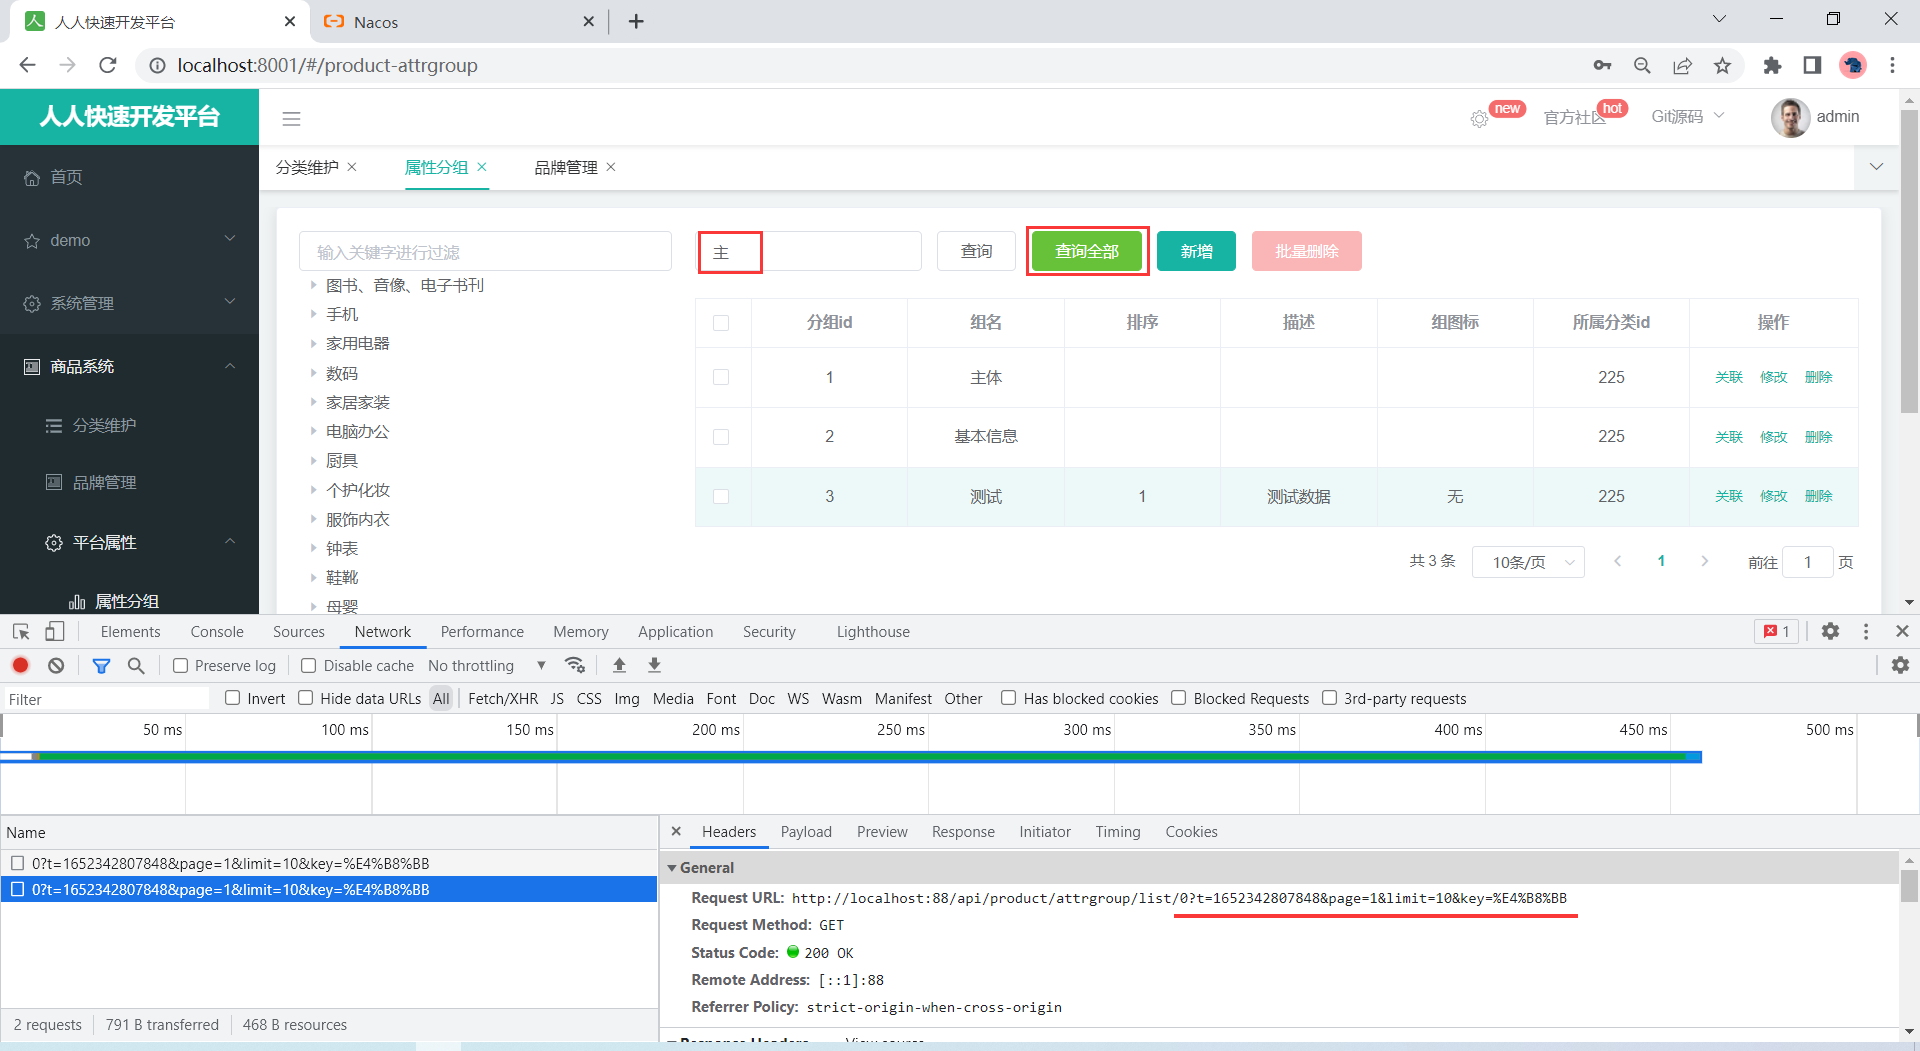 人人快速开发平台
Nacos
localhost:8001/#/product-attrgroup
人人快速开发平台
new
官方社区
hot
Git源码
admin
首页
demo
系统管理
商品系统
分类维护
品牌管理
平台属性
属性分组
分类维护
属性分组
品牌管理
输入关键字进行过滤
图书、音像、电子书刊
手机
家用电器
数码
家居家装
电脑办公
厨具
个护化妆
服饰内衣
钟表
鞋靴
母婴
主
查询
查询全部
新增
批量删除
分组id 组名 排序 描述 组图标 所属分类id 操作
1 主体 225 关联 修改 删除
2 基本信息 225 关联 修改 删除
3 测试 1 测试数据 无 225 关联 修改 删除
共 3 条 10条/页 1 前往 1 页
Elements Console Sources Network Performance Memory Application Security Lighthouse 1
Preserve log Disable cache No throttling
Filter Invert Hide data URLs All Fetch/XHR JS CSS Img Media Font Doc WS Wasm Manifest Other Has blocked cookies Blocked Requests 3rd-party requests
50 ms 100 ms 150 ms 200 ms 250 ms 300 ms 350 ms 400 ms 450 ms 500 ms
Name
0?t=1652342807848&page=1&limit=10&key=%E4%B8%BB
0?t=1652342807848&page=1&limit=10&key=%E4%B8%BB
2 requests 791 B transferred 468 B resources
Headers Payload Preview Response Initiator Timing Cookies
General
Request URL: http://localhost:88/api/product/attrgroup/list/0?t=1652342807848&page=1&limit=10&key=%E4%B8%BB
Request Method: GET
Status Code: 200 OK
Remote Address: [::1]:88
Referrer Policy: strict-origin-when-cross-origin
Response Headers View source